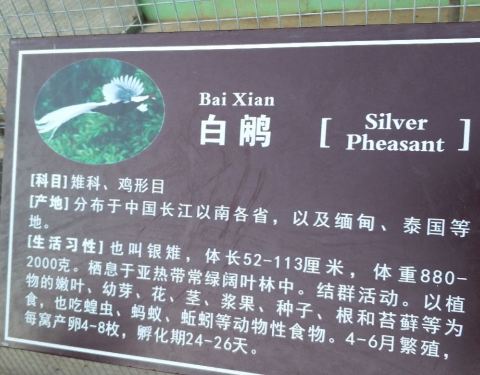 Bai Xian
白鹇
[ Silver
Pheasant ]
[科目]雉科、鸡形目
[产地]分布于中国长江以南各省，以及缅甸、泰国等
地。
[生活习性]也叫银雉，体长52-113厘米，体重880-
2000克。栖息于亚热带常绿阔叶林中。结群活动。以植
物的嫩叶、幼芽、花、茎、浆果、种子、根和苔藓等为
食，也吃蝗虫、蚂蚁、蚯蚓等动物性食物。4-6月繁殖，
每窝产卵4-8枚，孵化期24-26天。